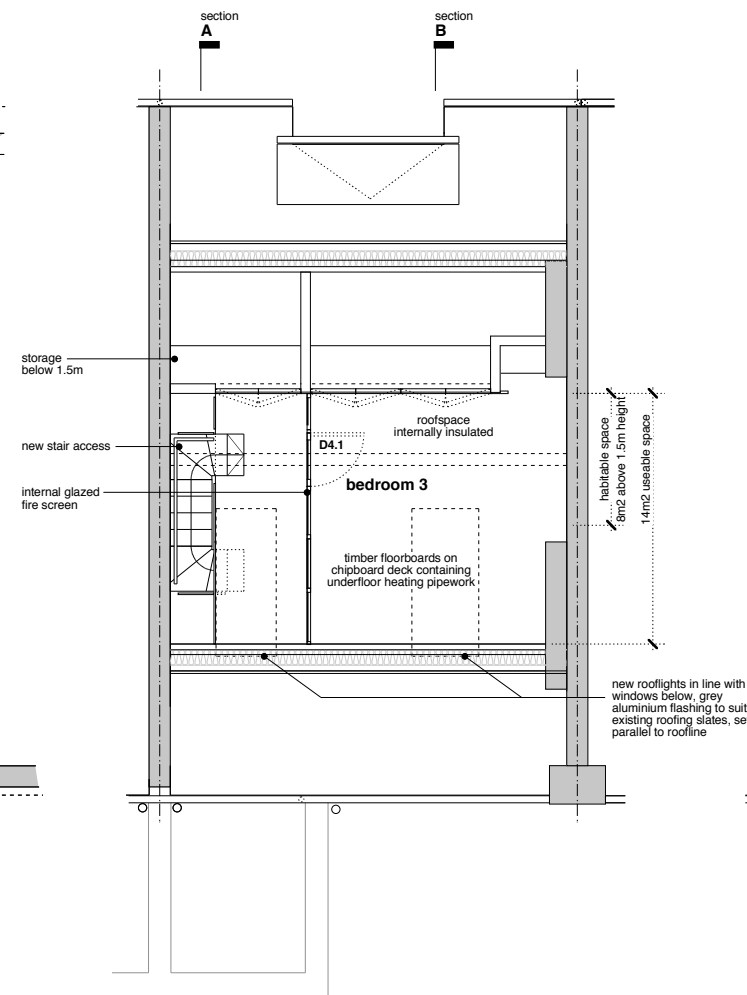 section
A
section
B
storage
below 1.5m
roofspace
internally insulated
new stair access
D4.1
bedroom 3
internal glazed
fire screen
habitable space
8m2 above 1.5m height
14m2 useable space
timber floorboards on
chipboard deck containing
underfloor heating pipework
new rooflights in line with
windows below, grey
aluminium flashing to suit
existing roofing slates, se
parallel to roofline